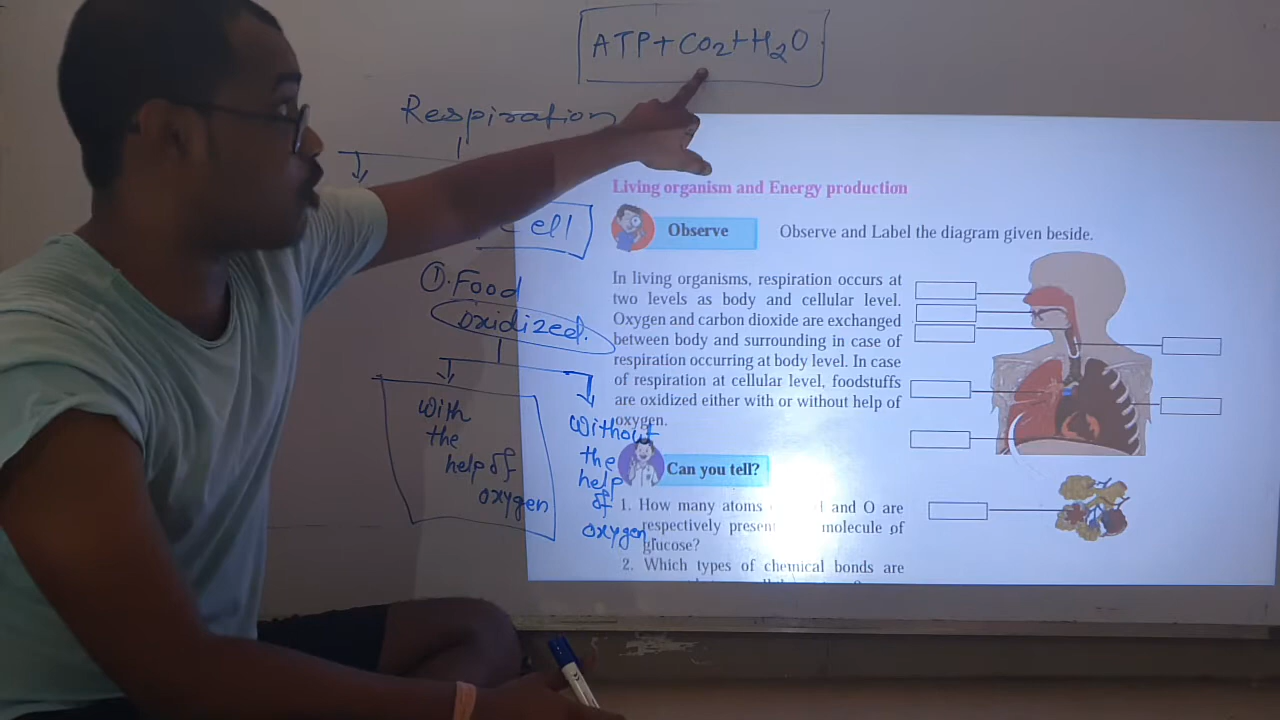 ATP+CO2+H2O
Respiration
ell
①.Food
oxidized.
With
the
help of
oxygen
Without
the
help
of
oxygen
Living organism and Energy production
Observe
Observe and Label the diagram given beside.
In living organisms, respiration occurs at
two levels as body and cellular level.
Oxygen and carbon dioxide are exchanged
between body and surrounding in case of
respiration occurring at body level. In case
of respiration at cellular level, foodstuffs
are oxidized either with or without help of
oxygen.
Can you tell?
1. How many atoms and O are
respectively present molecule of
glucose?
2. Which types of chemical bonds are